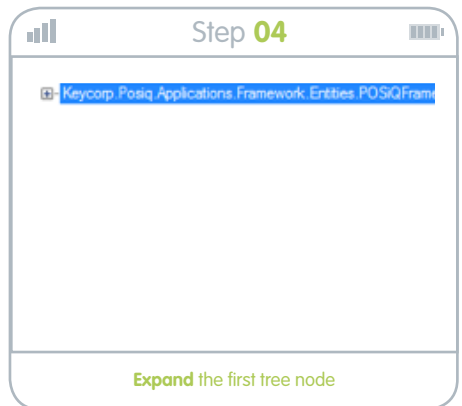 Step 04
Keycorp.Posiq.Applications.Framework.Entities.POSiQFrame
Expand the first tree node